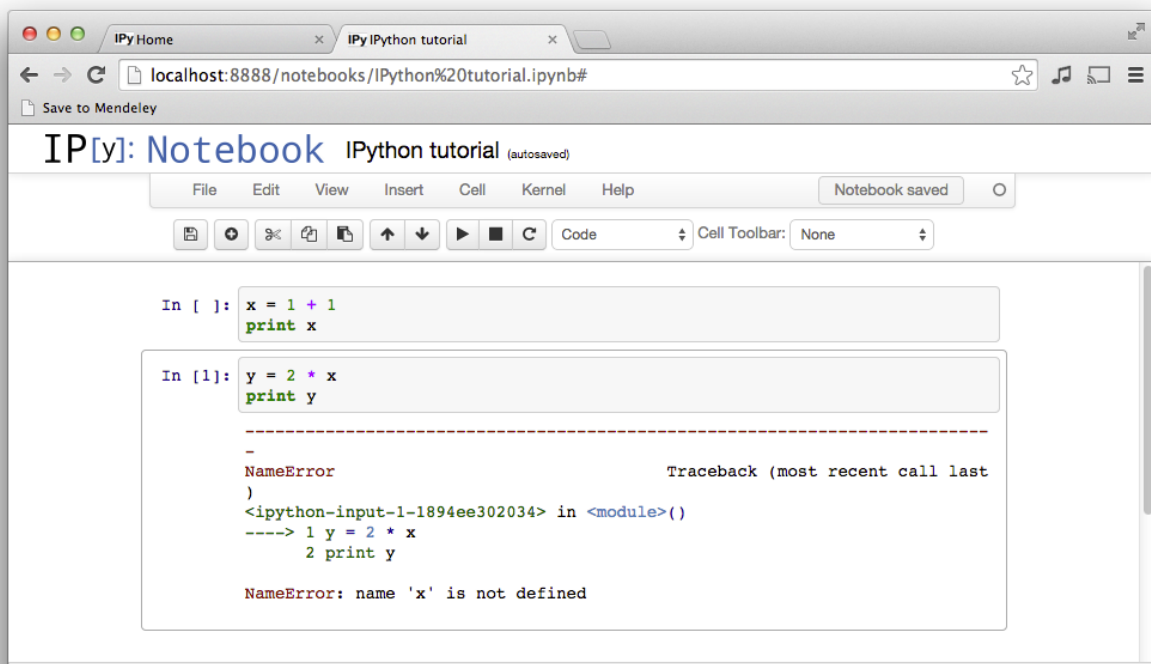 IPy Home
IPy IPython tutorial
localhost:8888/notebooks/IPython%20tutorial.ipynb#
Save to Mendeley
IP[y]: Notebook IPython tutorial (autosaved)
File Edit View Insert Cell Kernel Help Notebook saved
Code Cell Toolbar: None
In [ ]: x = 1 + 1
print x
In [1]: y = 2 * x
print y
---------------------------------------------------------------------------
-
NameError Traceback (most recent call last
)
<ipython-input-1-1894ee302034> in <module>()
----> 1 y = 2 * x
2 print y
NameError: name 'x' is not defined